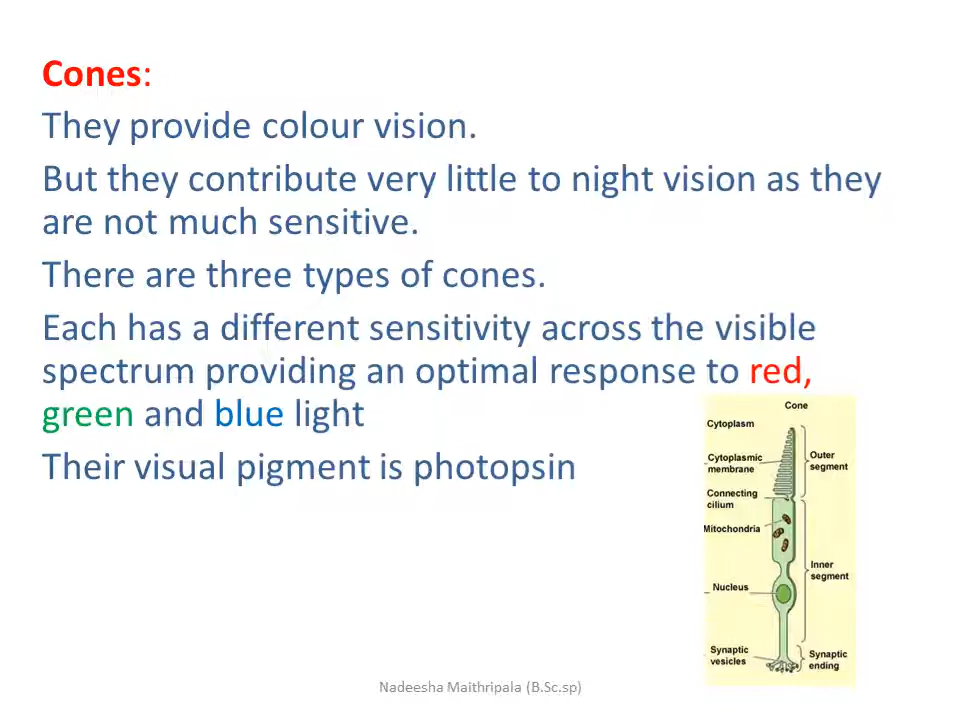 Cones:
They provide colour vision.
But they contribute very little to night vision as they
are not much sensitive.
There are three types of cones.
Each has a different sensitivity across the visible
spectrum providing an optimal response to red,
green and blue light
Their visual pigment is photopsin
Cone
Cytoplasm
Cytoplasmic
membrane
Outer
segment
Connecting
cilium
Mitochondria
Inner
segment
Nucleus
Synaptic
vesicles
Synaptic
ending
Nadeesha Maithripala (B.Sc.sp)